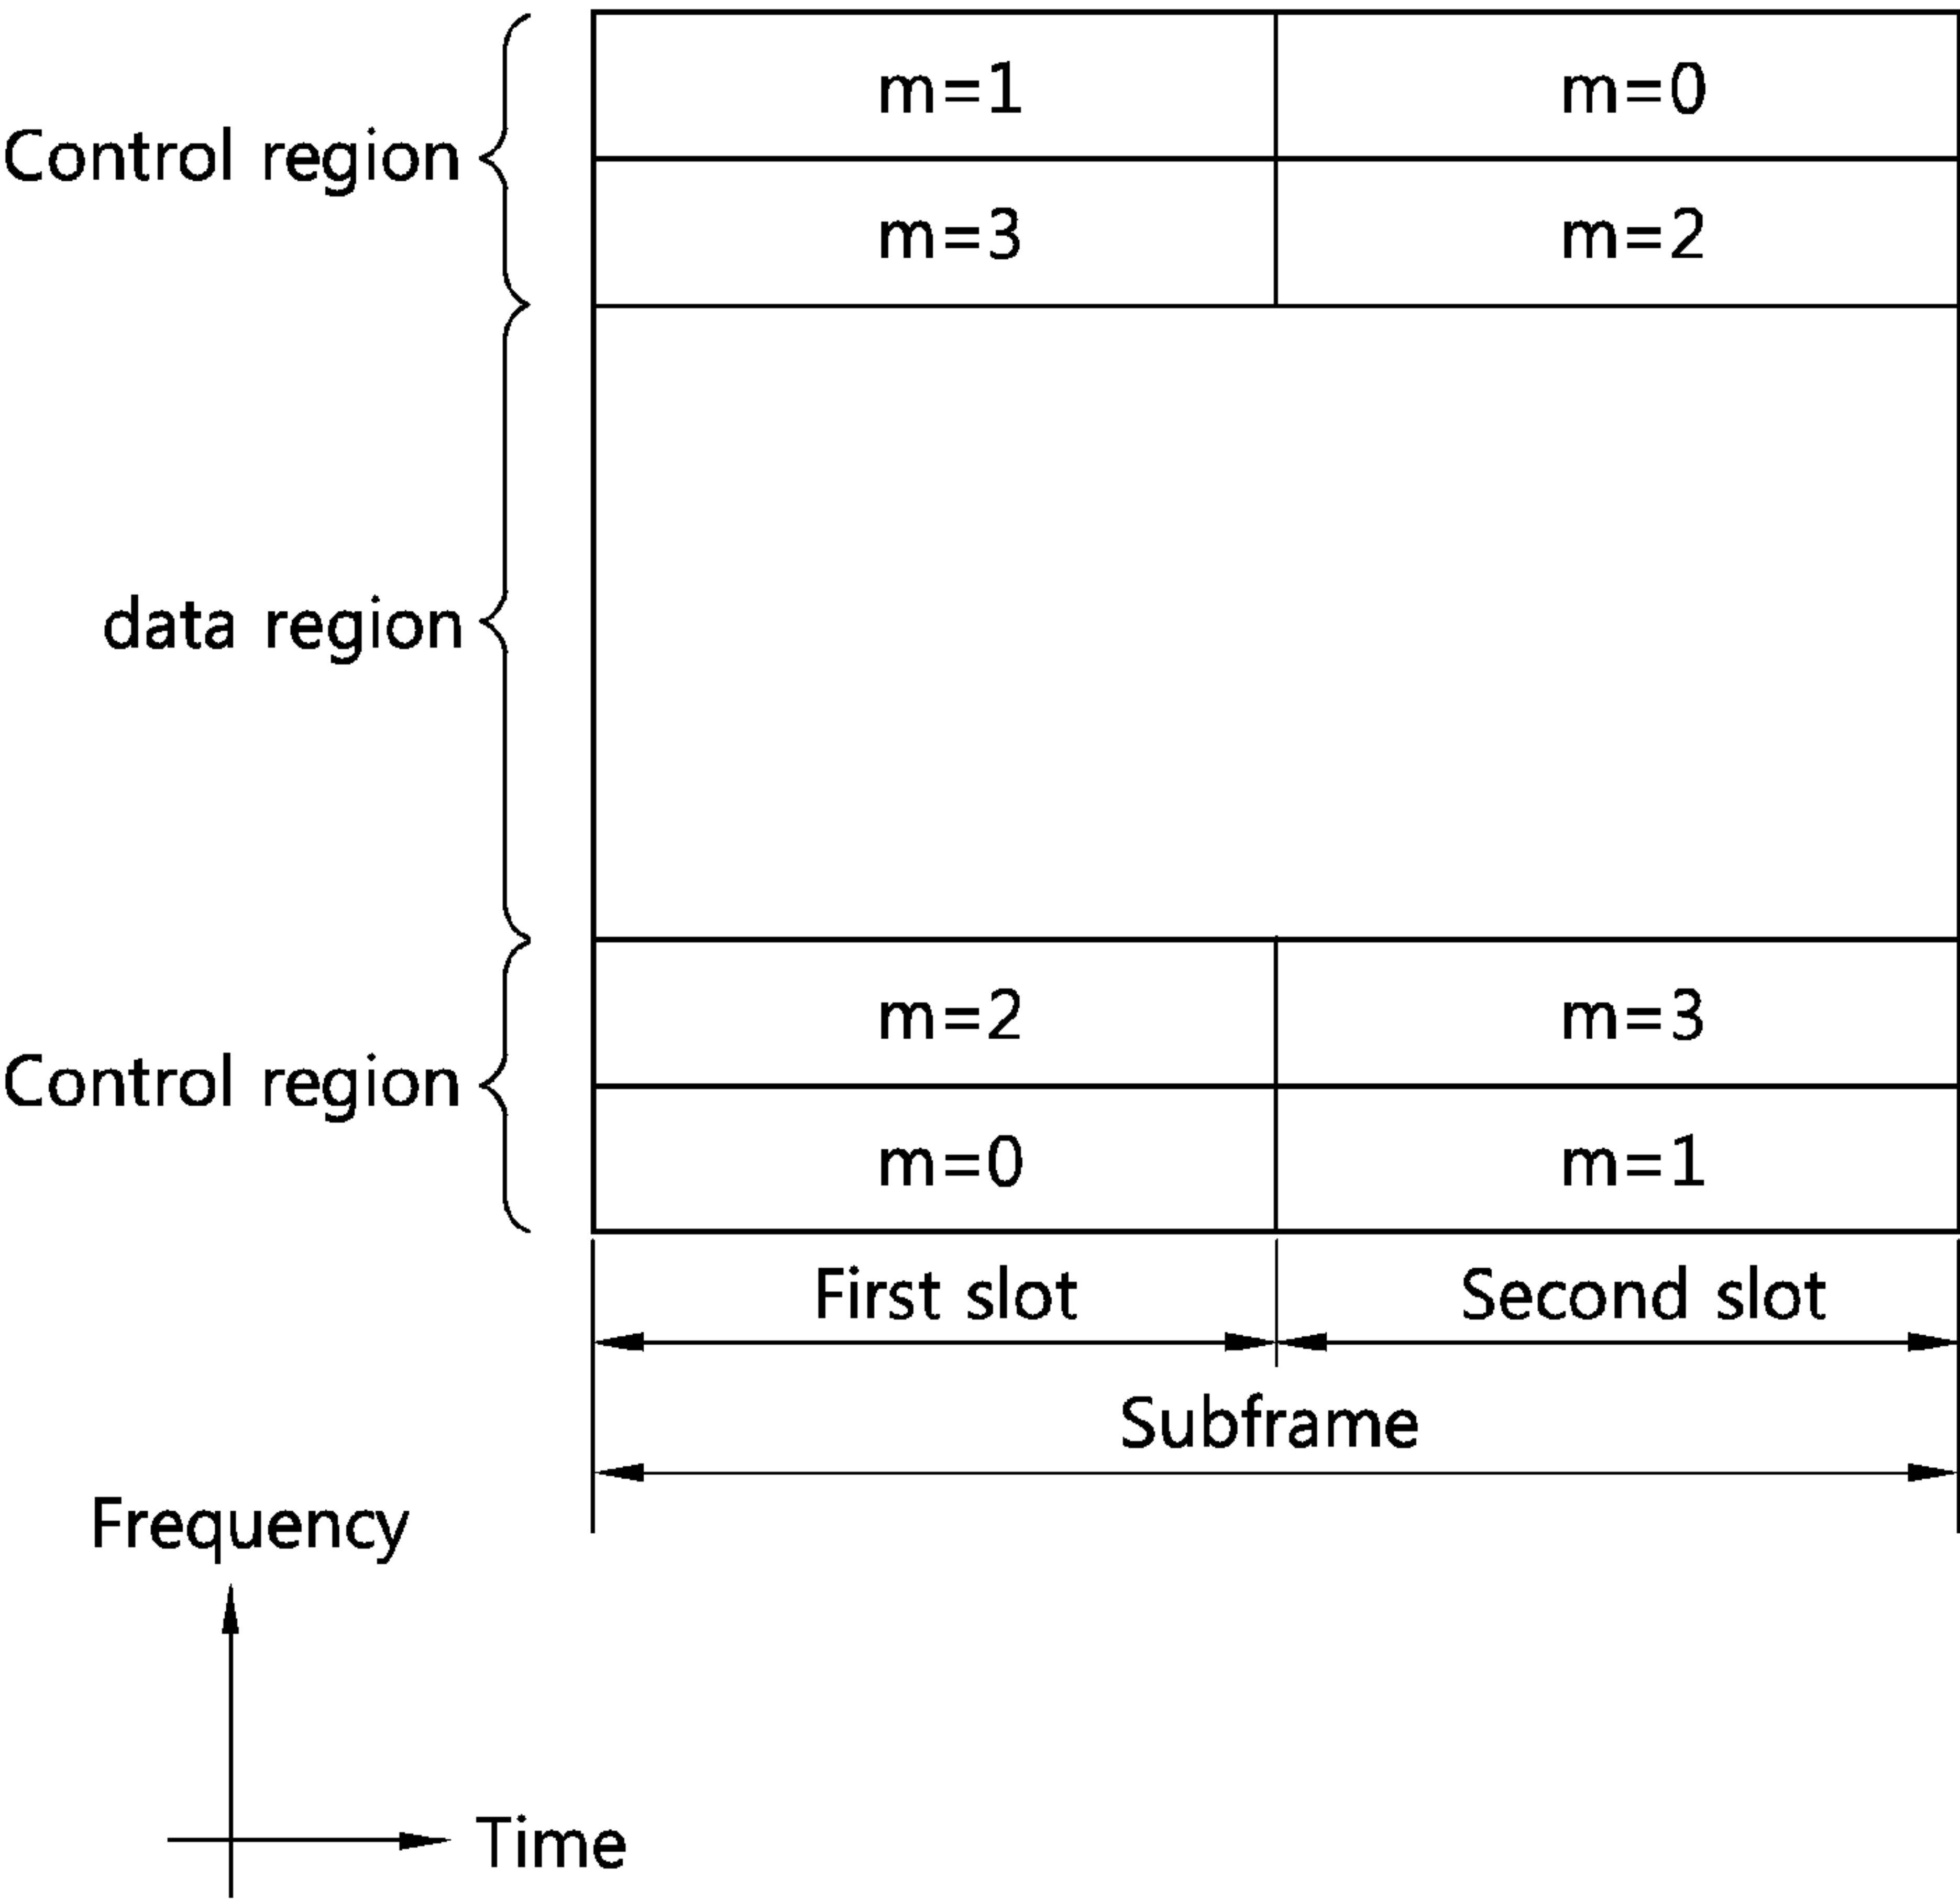 m=1 m=0
Control region
m=3 m=2
data region
m=2 m=3
Control region
m=0 m=1
First slot Second slot
Subframe
Frequency
Time